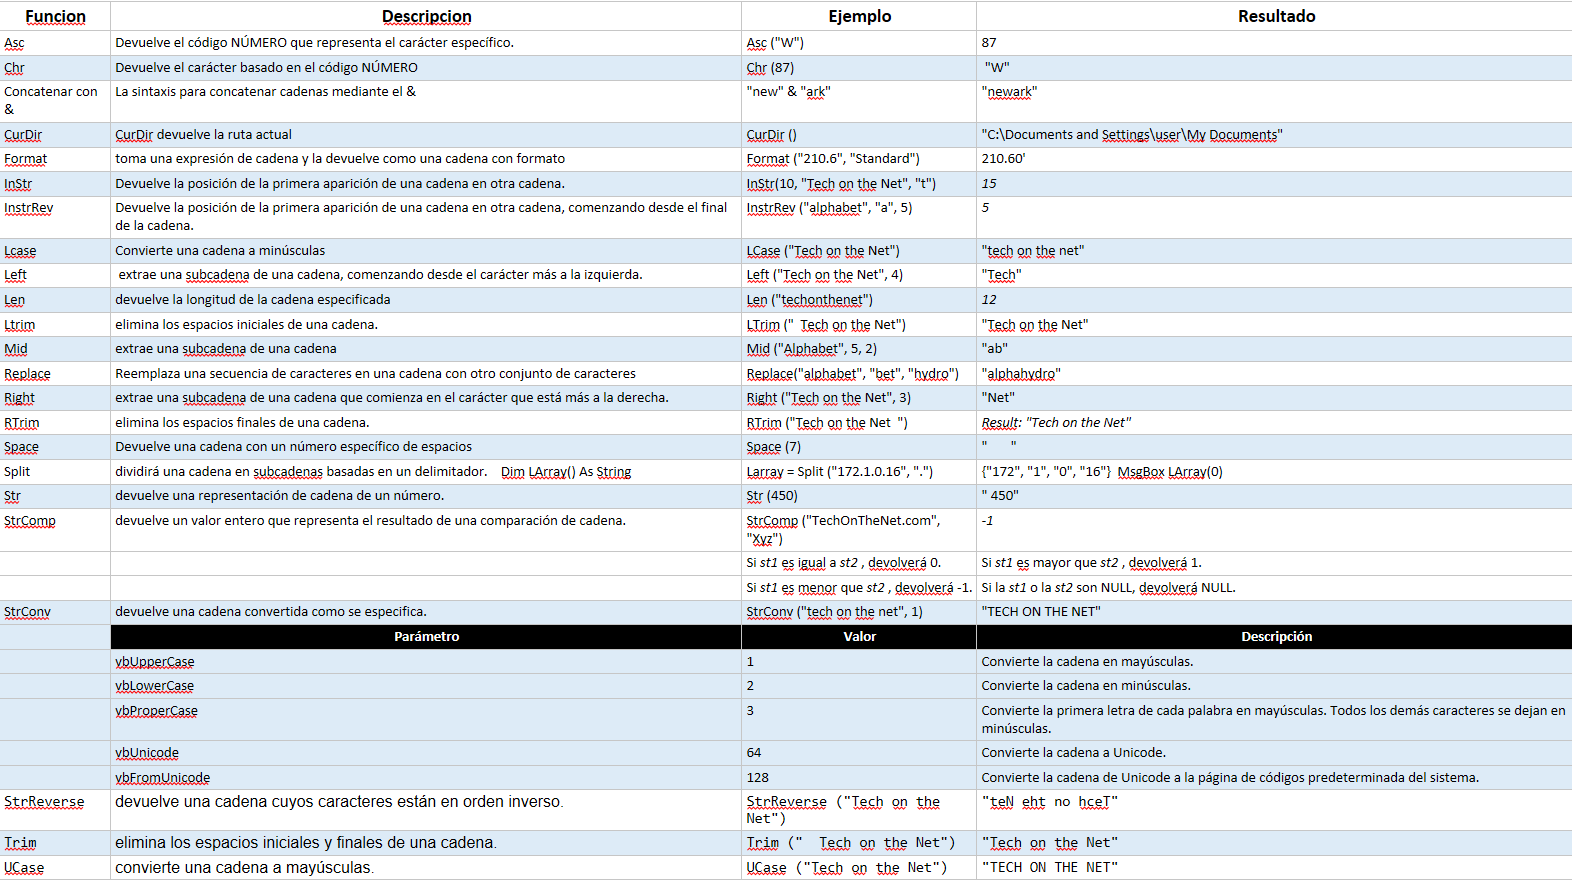 Funcion Descripcion Ejemplo Resultado
Asc Devuelve el código NÚMERO que representa el carácter específico. Asc ("W") 87
Chr Devuelve el carácter basado en el código NÚMERO Chr (87) "W"
Concatenar con La sintaxis para concatenar cadenas mediante el & "new" & "ark" "newark"
&
CurDir CurDir devuelve la ruta actual CurDir () "C:\Documents and Settings\user\My Documents"
Format toma una expresión de cadena y la devuelve como una cadena con formato Format ("210.6", "Standard") 210.60'
InStr Devuelve la posición de la primera aparición de una cadena en otra cadena. InStr(10, "Tech on the Net", "t") 15
InstrRev Devuelve la posición de la primera aparición de una cadena en otra cadena, comenzando desde el final InstrRev ("alphabet", "a", 5) 5
de la cadena.
Lcase Convierte una cadena a minúsculas LCase ("Tech on the Net") "tech on the net"
Left extrae una subcadena de una cadena, comenzando desde el carácter más a la izquierda. Left ("Tech on the Net", 4) "Tech"
Len devuelve la longitud de la cadena especificada Len ("techonthenet") 12
Ltrim elimina los espacios iniciales de una cadena. LTrim ("  Tech on the Net") "Tech on the Net"
Mid extrae una subcadena de una cadena Mid ("Alphabet", 5, 2) "ab"
Replace Reemplaza una secuencia de caracteres en una cadena con otro conjunto de caracteres Replace("alphabet", "bet", "hydro") "alphahydro"
Right extrae una subcadena de una cadena que comienza en el carácter que está más a la derecha. Right ("Tech on the Net", 3) "Net"
RTrim elimina los espacios finales de una cadena. RTrim ("Tech on the Net  ") Result: "Tech on the Net"
Space Devuelve una cadena con un número específico de espacios Space (7) "       "
Split dividirá una cadena en subcadenas basadas en un delimitador.    Dim LArray() As String Larray = Split ("172.1.0.16", ".") {"172", "1", "0", "16"}  MsgBox LArray(0)
Str devuelve una representación de cadena de un número. Str (450) " 450"
StrComp devuelve un valor entero que representa el resultado de una comparación de cadena. StrComp ("TechOnTheNet.com", -1
"Xyz")
Si st1 es igual a st2 , devolverá 0. Si st1 es mayor que st2 , devolverá 1.
Si st1 es menor que st2 , devolverá -1. Si la st1 o la st2 son NULL, devolverá NULL.
StrConv devuelve una cadena convertida como se especifica. StrConv ("tech on the net", 1) "TECH ON THE NET"
Parámetro Valor Descripción
vbUpperCase 1 Convierte la cadena en mayúsculas.
vbLowerCase 2 Convierte la cadena en minúsculas.
vbProperCase 3 Convierte la primera letra de cada palabra en mayúsculas. Todos los demás caracteres se dejan en
minúsculas.
vbUnicode 64 Convierte la cadena a Unicode.
vbFromUnicode 128 Convierte la cadena de Unicode a la página de códigos predeterminada del sistema.
StrReverse devuelve una cadena cuyos caracteres están en orden inverso. StrReverse ("Tech on the "teN eht no hceT"
Net")
Trim elimina los espacios iniciales y finales de una cadena. Trim ("  Tech on the Net") "Tech on the Net"
UCase convierte una cadena a mayúsculas. UCase ("Tech on the Net") "TECH ON THE NET"